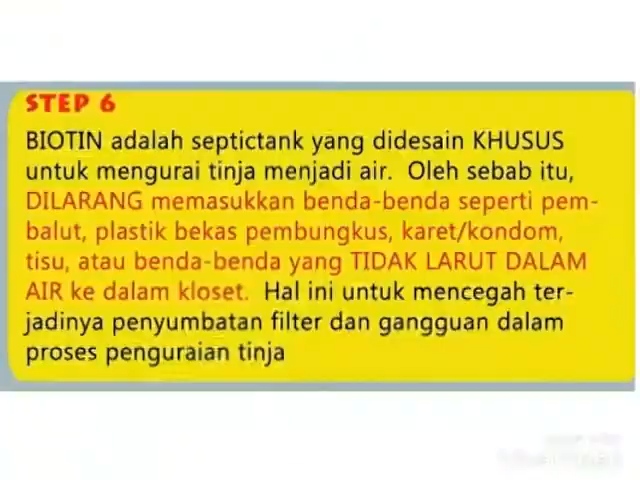 STEP 6
BIOTIN adalah septictank yang didesain KHUSUS
untuk mengurai tinja menjadi air. Oleh sebab itu,
DILARANG memasukkan benda-benda seperti pem-
balut, plastik bekas pembungkus, karet/kondom,
tisu, atau benda-benda yang TIDAK LARUT DALAM
AIR ke dalam kloset. Hal ini untuk mencegah ter-
jadinya penyumbatan filter dan gangguan dalam
proses penguraian tinja